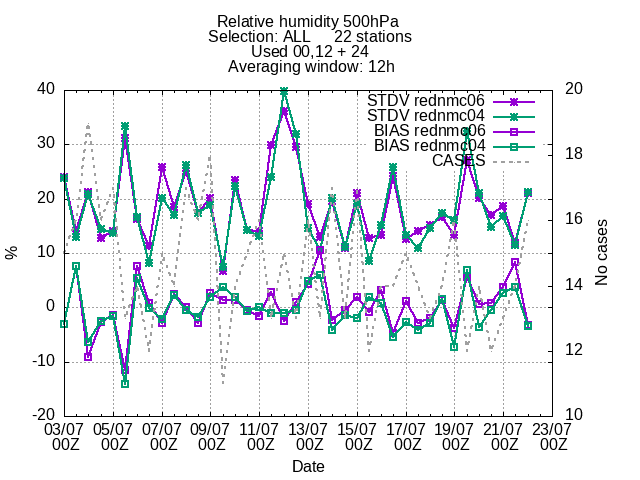 Relative humidity 500hPa
Selection: ALL 22 stations
Used 00,12 + 24
Averaging window: 12h
STDV rednmc06
STDV rednmc04
BIAS rednmc06
BIAS rednmc04
CASES
40
30
20
10
0
-10
-20
%
20
18
16
14
12
10
No cases
03/07 05/07 07/07 09/07 11/07 13/07 15/07 17/07 19/07 21/07 23/07
00Z 00Z 00Z 00Z 00Z 00Z 00Z 00Z 00Z 00Z 00Z
Date